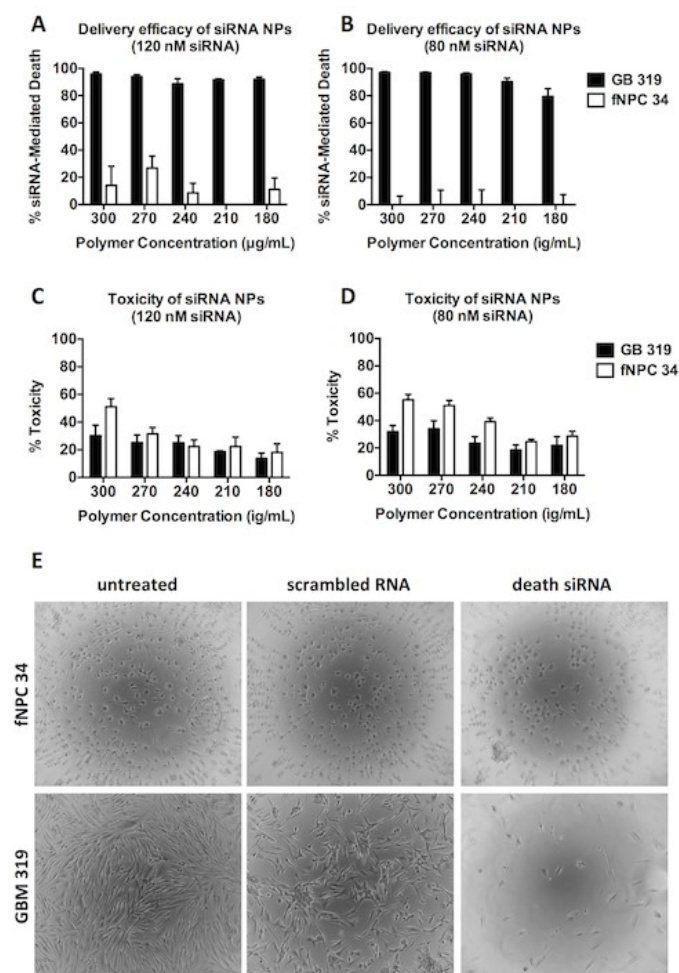 A
Delivery efficacy of siRNA NPs
(120 nM siRNA)
% siRNA-Mediated Death
100
80
60
40
20
0
300 270 240 210 180
Polymer Concentration (µg/mL)
B
Delivery efficacy of siRNA NPs
(80 nM siRNA)
% siRNA-Mediated Death
100
80
60
40
20
0
300 270 240 210 180
Polymer Concentration (ig/mL)
GB 319
fNPC 34
C
Toxicity of siRNA NPs
(120 nM siRNA)
% Toxicity
100
80
60
40
20
0
300 270 240 210 180
Polymer Concentration (ig/mL)
D
Toxicity of siRNA NPs
(80 nM siRNA)
% Toxicity
100
80
60
40
20
0
300 270 240 210 180
Polymer Concentration (ig/mL)
GB 319
fNPC 34
E
untreated scrambled RNA death siRNA
fNPC 34
GBM 319